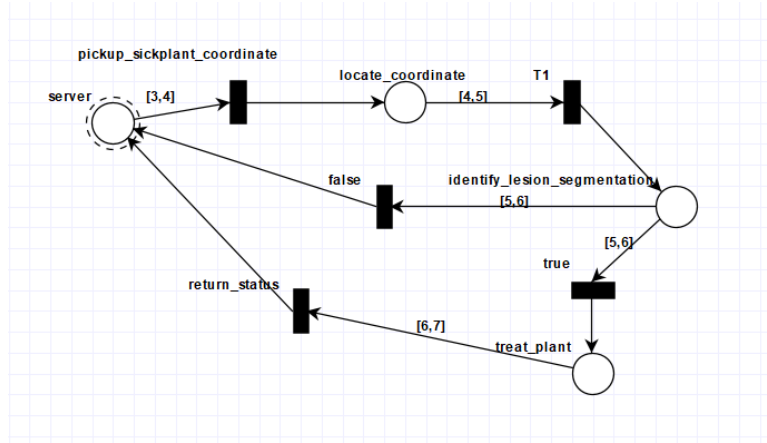 pickup_sickplant_coordinate
locate_coordinate
T1
server
[3,4]
[4,5]
false
identify_lesion_segmentation
[5,6]
[5,6]
true
return_status
[6,7]
treat_plant